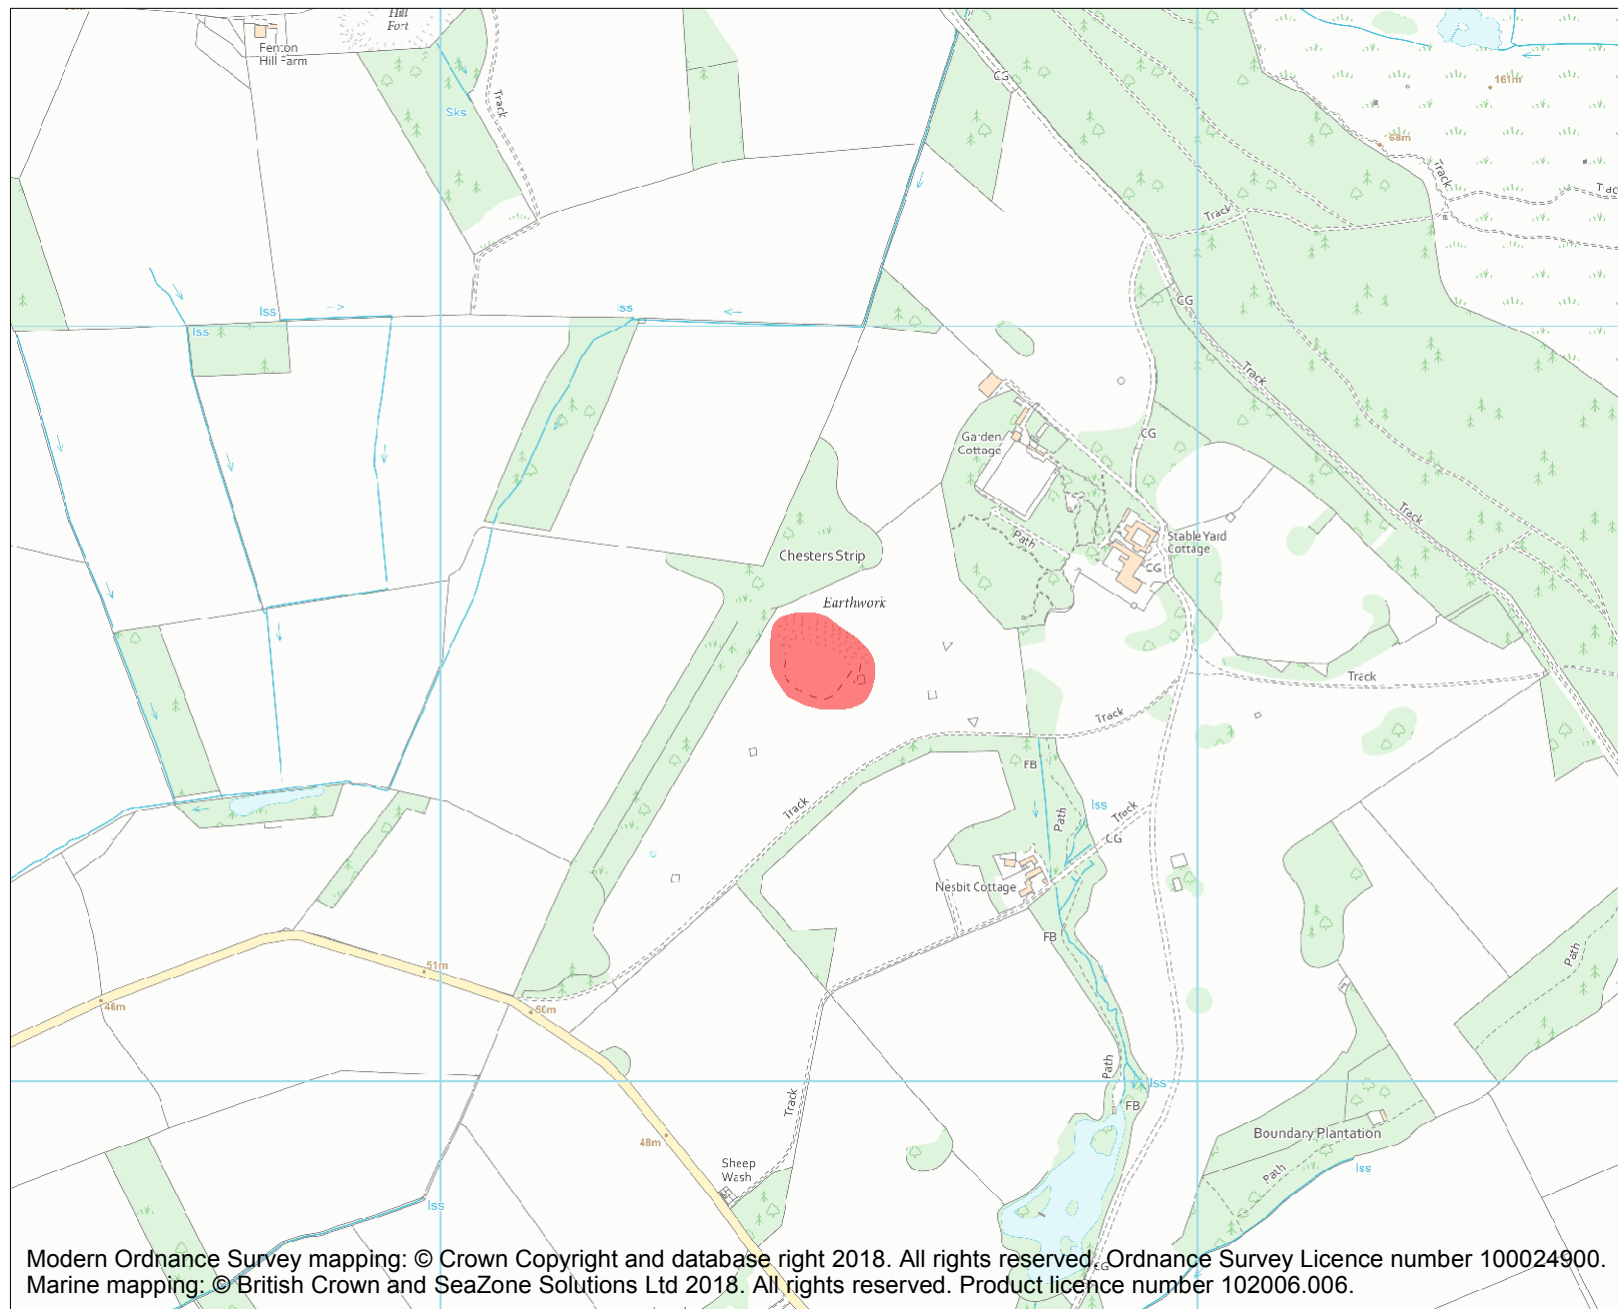 Hill
Fort
Fenton
Hill Farm
Track
Sks
CG
161m
68m
Track
Track
Iss
Iss
Iss
CG
Track
Garden
Cottage
CG
Track
Path
Stable Yard
Cottage
CG
Chesters Strip
Earthwork
Track
Track
FB
Track
Path
Iss
Track
CG
Nesbit Cottage
FB
Path
51m
46m
50m
Path
Iss
FB
Track
48m
Boundary Plantation
Sheep
Wash
Path
Iss
Iss
CG
Modern Ordnance Survey mapping: © Crown Copyright and database right 2018. All rights reserved. Ordnance Survey Licence number 100024900.
Marine mapping: © British Crown and SeaZone Solutions Ltd 2018. All rights reserved. Product licence number 102006.006.